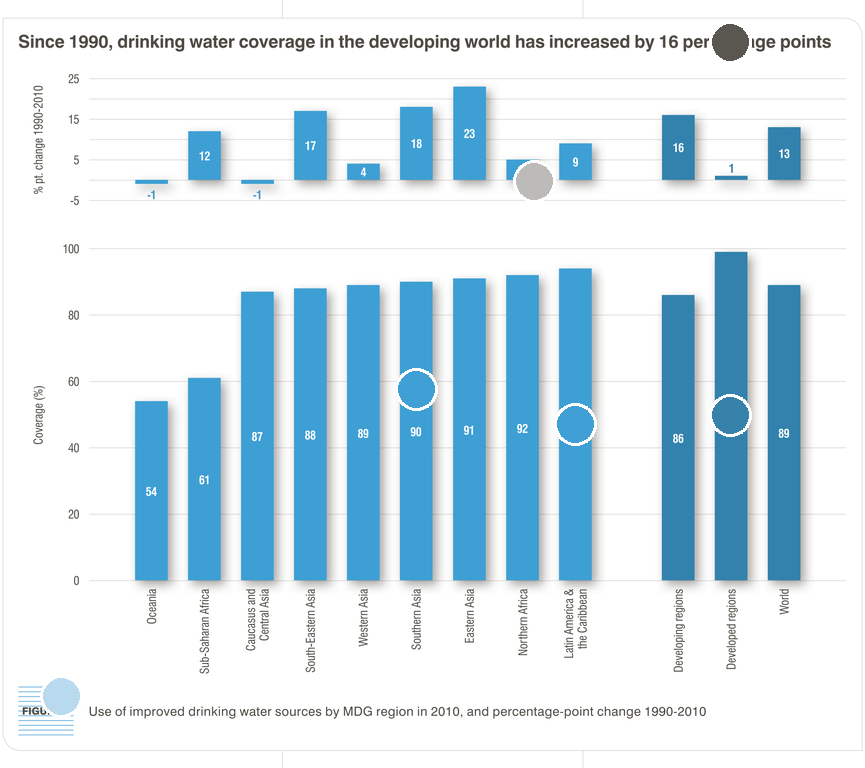 Since 1990, drinking water coverage in the developing world has increased by 16 points
% pt. change 1990-2010
25
15
5
-5
-1
12
-1
17
4
18
23
9
16
1
13
Coverage (%)
100
80
60
40
20
0
54
61
87
88
89
90
91
92
86
89
Oceania
Sub-Saharan Africa
Caucasus and
Central Asia
South-Eastern Asia
Western Asia
Southern Asia
Eastern Asia
Northern Africa
Latin America &
the Caribbean
Developing regions
Developed regions
World
Use of improved drinking water sources by MDG region in 2010, and percentage-point change 1990-2010